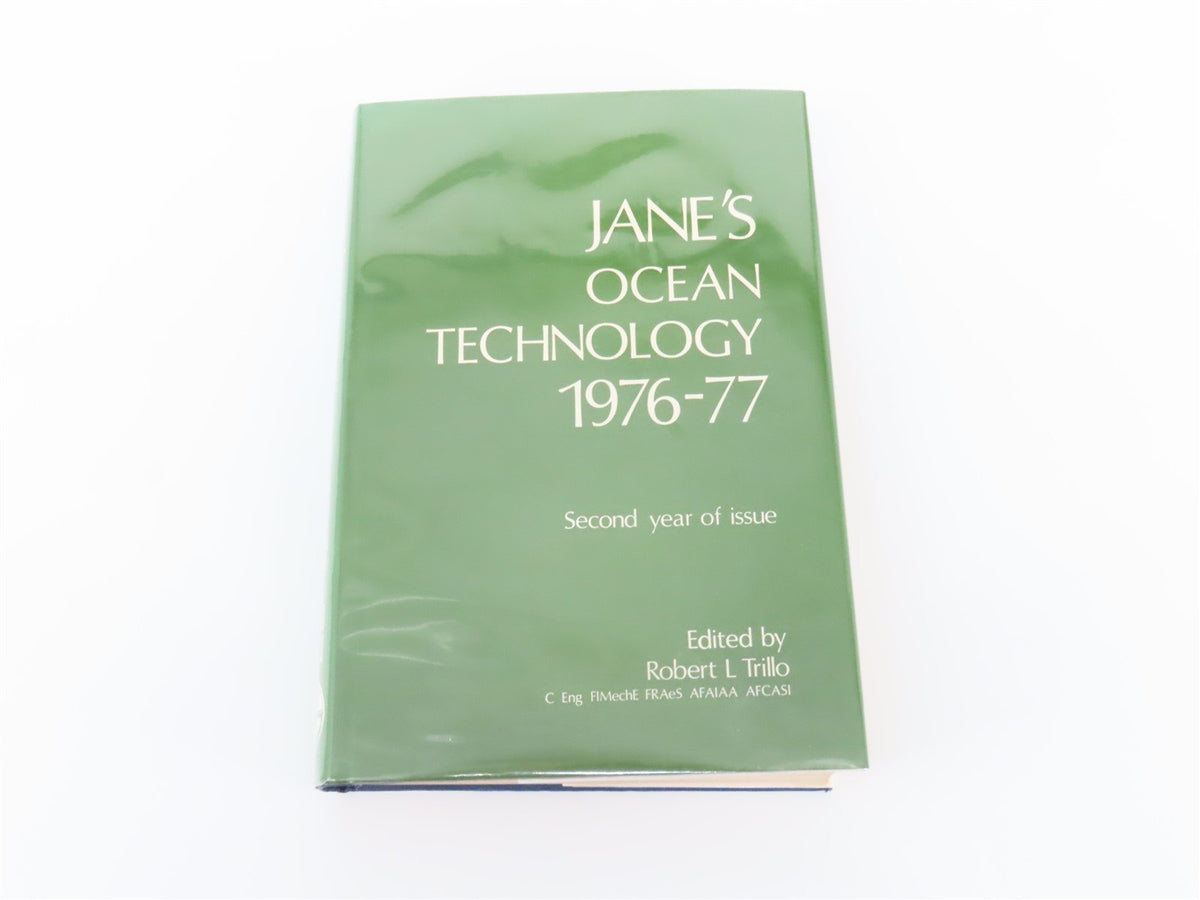 JANE'S
OCEAN
TECHNOLOGY
1976-77
Second year of issue
Edited by
Robert L Trillo
C Eng FIMechE FRAeS AFAIAA AFCASI